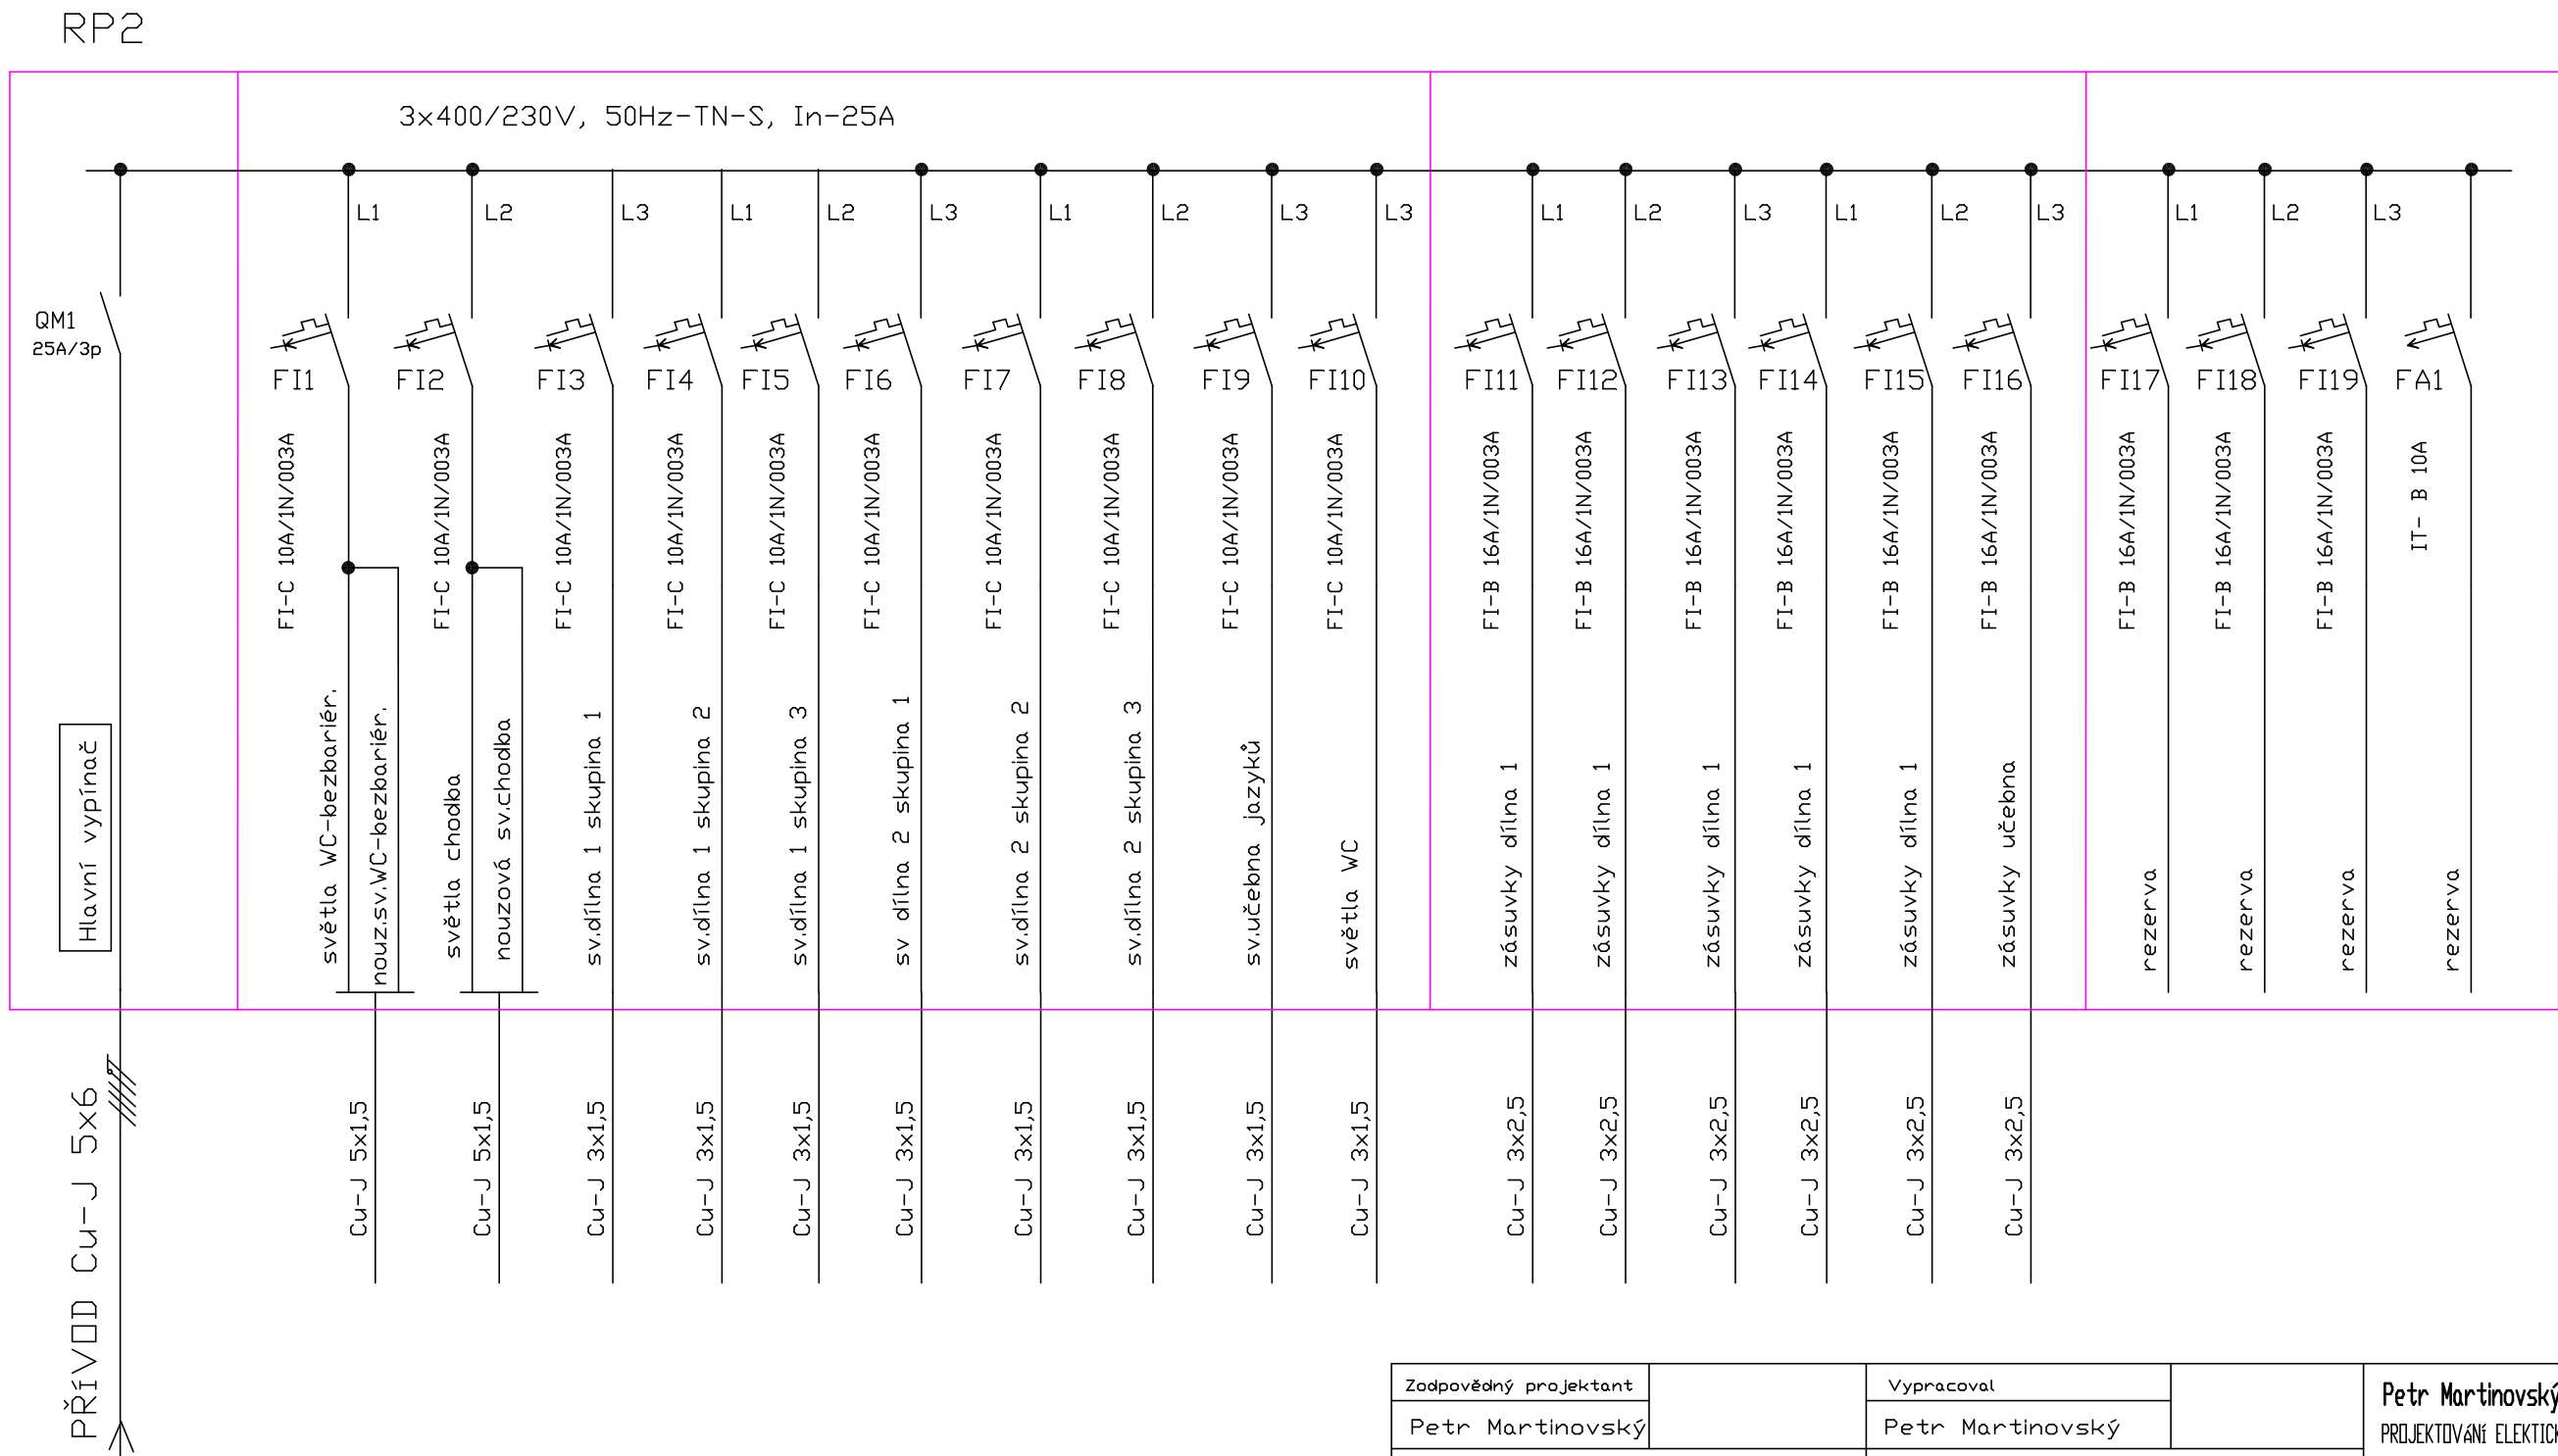 RP2
3x400/230V, 50Hz-TN-S, In-25A
L1
L2
L3
L1
L2
L3
L1
L2
L3
L3
L1
L2
L3
L1
L2
L3
L1
L2
L3
QM1
25A/3p
FI1
FI2
FI3
FI4
FI5
FI6
FI7
FI8
FI9
FI10
FI11
FI12
FI13
FI14
FI15
FI16
FI17
FI18
FI19
FA1
FI-C 10A/1N/003A
FI-C 10A/1N/003A
FI-C 10A/1N/003A
FI-C 10A/1N/003A
FI-C 10A/1N/003A
FI-C 10A/1N/003A
FI-C 10A/1N/003A
FI-C 10A/1N/003A
FI-C 10A/1N/003A
FI-C 10A/1N/003A
FI-B 16A/1N/003A
FI-B 16A/1N/003A
FI-B 16A/1N/003A
FI-B 16A/1N/003A
FI-B 16A/1N/003A
FI-B 16A/1N/003A
FI-B 16A/1N/003A
FI-B 16A/1N/003A
FI-B 16A/1N/003A
IT- B 10A
Hlavní vypínač
světla WC-bezbariér.
nouz.sv.WC-bezbariér.
světla chodba
nouzová sv.chodba
sv.dílna 1 skupina 1
sv.dílna 1 skupina 2
sv.dílna 1 skupina 3
sv dílna 2 skupina 1
sv.dílna 2 skupina 2
sv.dílna 2 skupina 3
sv.učebna jazyků
světla WC
zásuvky dílna 1
zásuvky dílna 1
zásuvky dílna 1
zásuvky dílna 1
zásuvky dílna 1
zásuvky učebna
rezerva
rezerva
rezerva
rezerva
PŘÍVOD Cu-J 5x6
Cu-J 5x1,5
Cu-J 5x1,5
Cu-J 3x1,5
Cu-J 3x1,5
Cu-J 3x1,5
Cu-J 3x1,5
Cu-J 3x1,5
Cu-J 3x1,5
Cu-J 3x1,5
Cu-J 3x1,5
Cu-J 3x2,5
Cu-J 3x2,5
Cu-J 3x2,5
Cu-J 3x2,5
Cu-J 3x2,5
Cu-J 3x2,5
Zodpovědný projektant
Vypracoval
Petr Martinovský
Petr Martinovský
Petr Martinovský
PROJEKTOVÁNÍ ELEKTICK